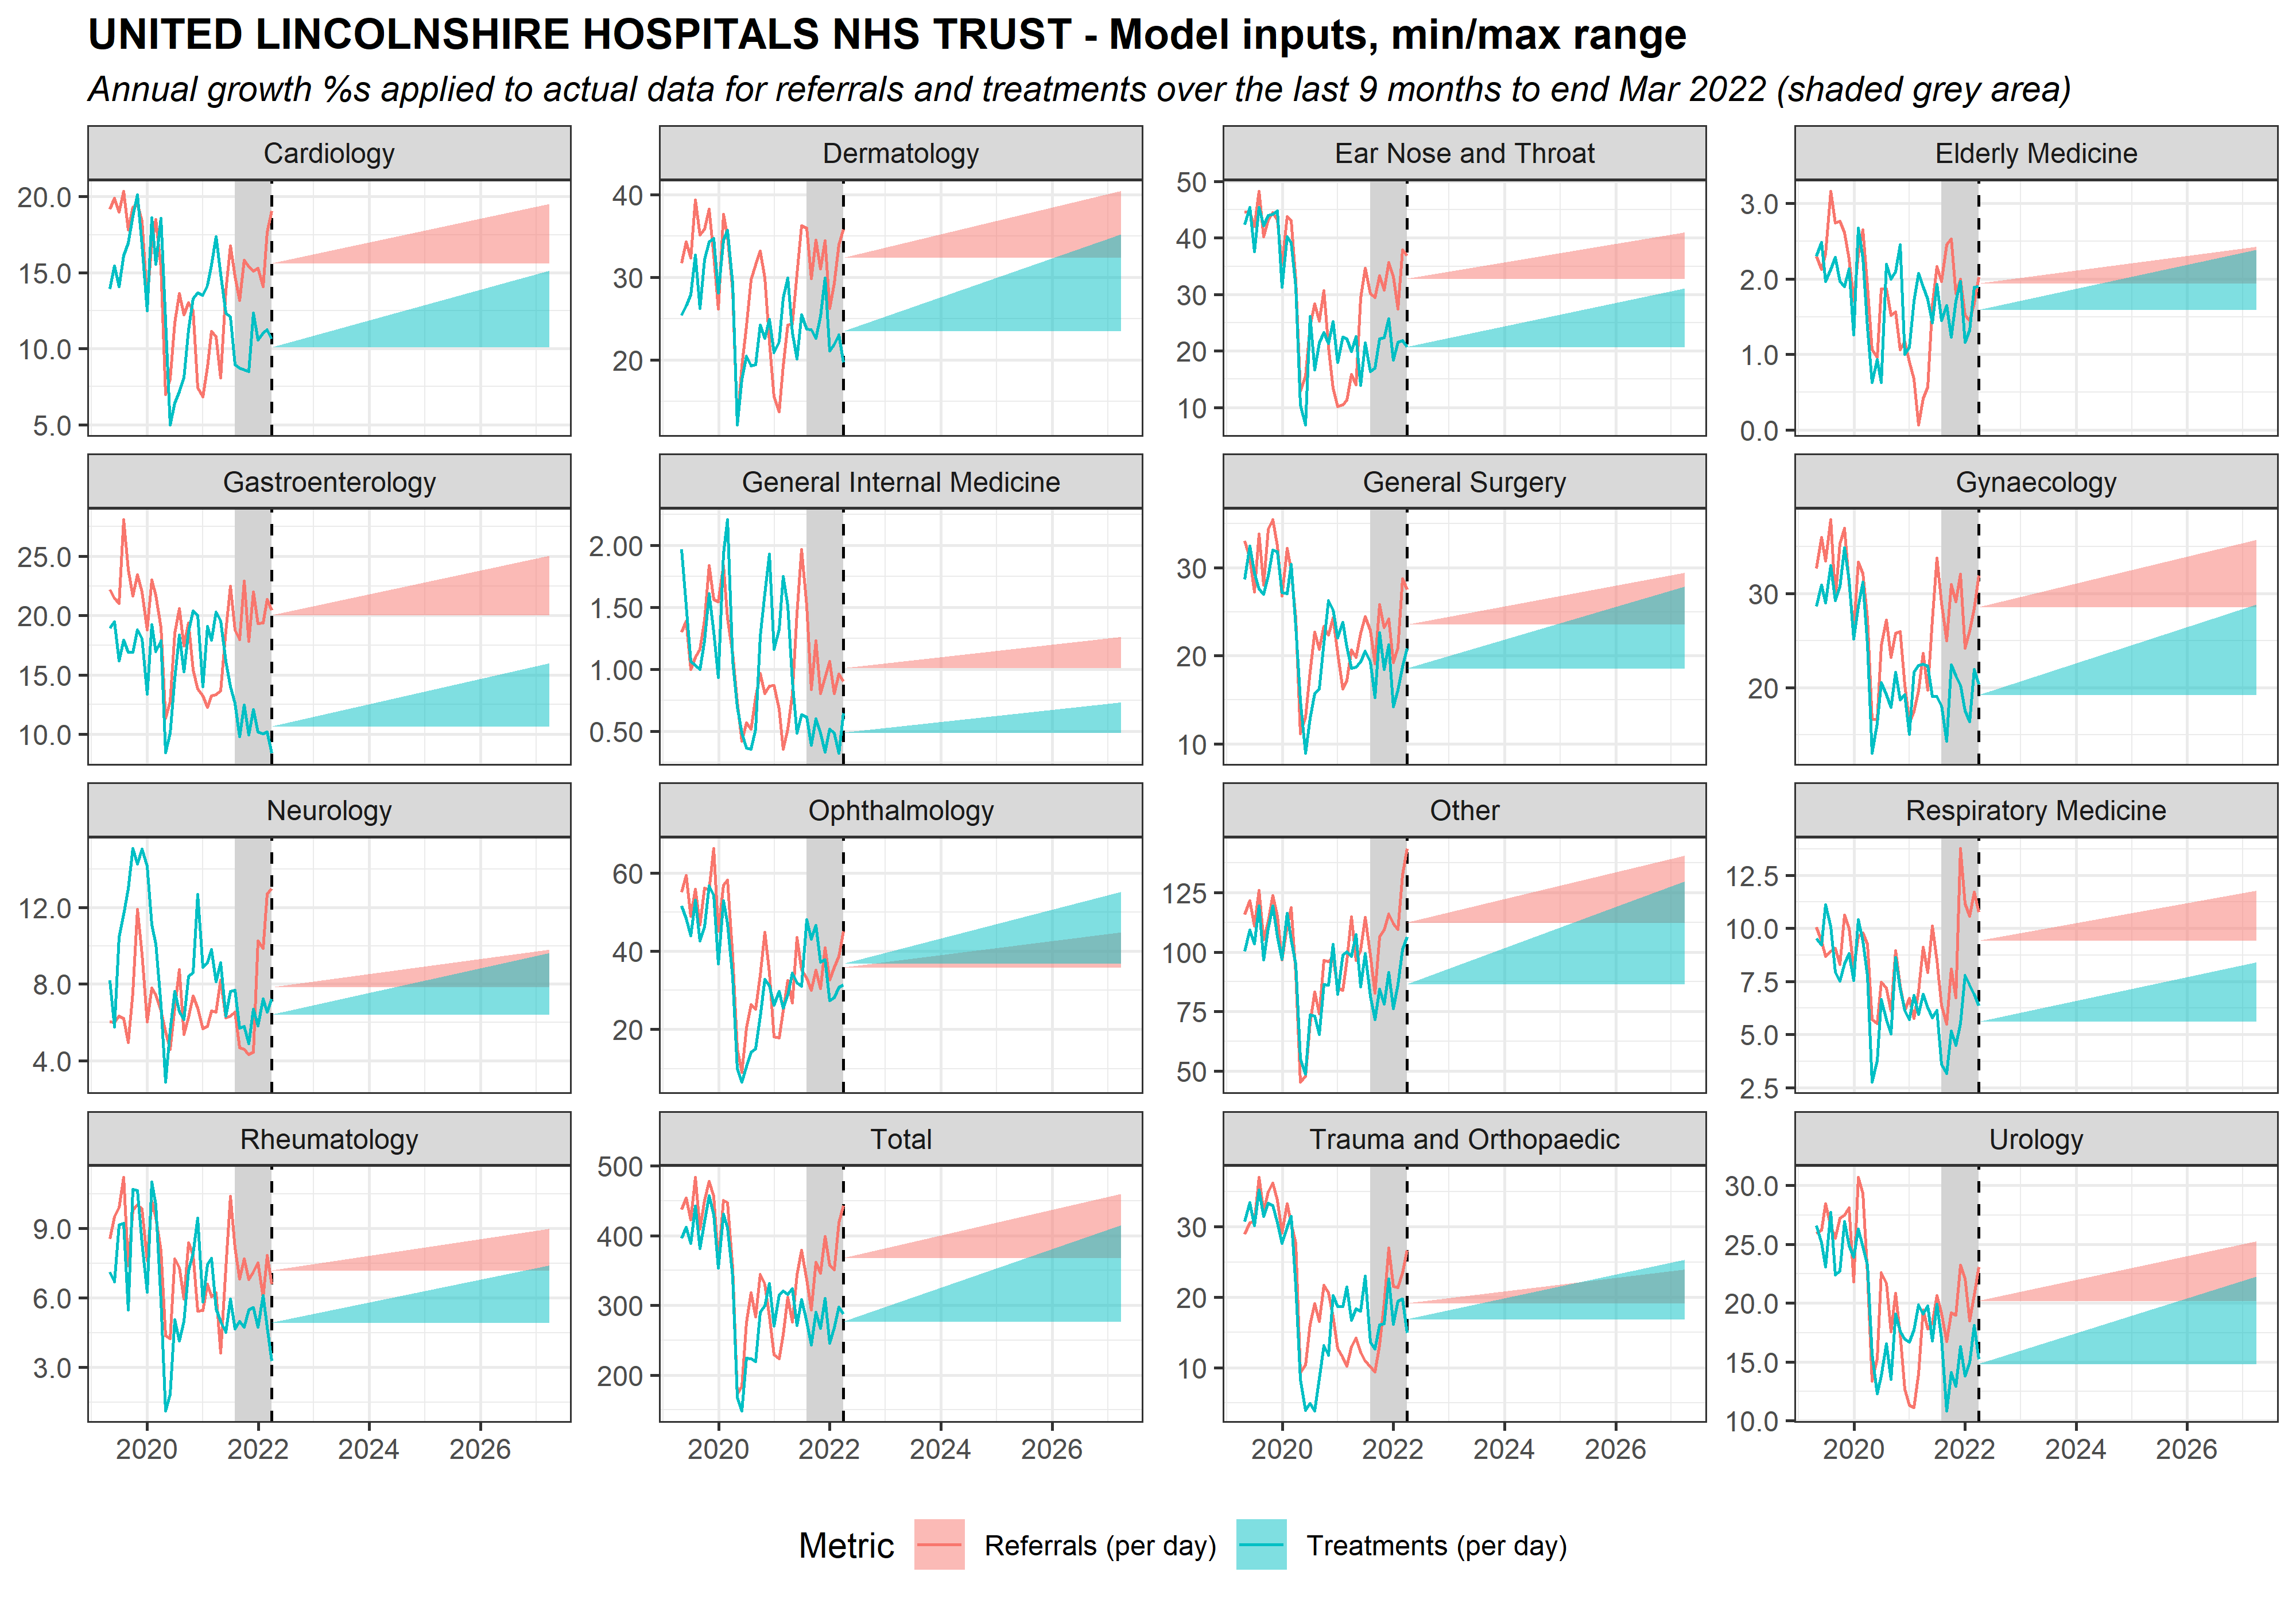 UNITED LINCOLNSHIRE HOSPITALS NHS TRUST - Model inputs, min/max range
Annual growth %s applied to actual data for referrals and treatments over the last 9 months to end Mar 2022 (shaded grey area)
Cardiology
20.0
15.0
10.0
5.0
Dermatology
40
30
20
Ear Nose and Throat
50
40
30
20
10
Elderly Medicine
3.0
2.0
1.0
0.0
Gastroenterology
25.0
20.0
15.0
10.0
General Internal Medicine
2.00
1.50
1.00
0.50
General Surgery
30
20
10
Gynaecology
30
20
Neurology
12.0
8.0
4.0
Ophthalmology
60
40
20
Other
125
100
75
50
Respiratory Medicine
12.5
10.0
7.5
5.0
2.5
Rheumatology
9.0
6.0
3.0
2020 2022 2024 2026
Total
500
400
300
200
2020 2022 2024 2026
Trauma and Orthopaedic
30
20
10
2020 2022 2024 2026
Urology
30.0
25.0
20.0
15.0
10.0
2020 2022 2024 2026
Metric Referrals (per day) Treatments (per day)